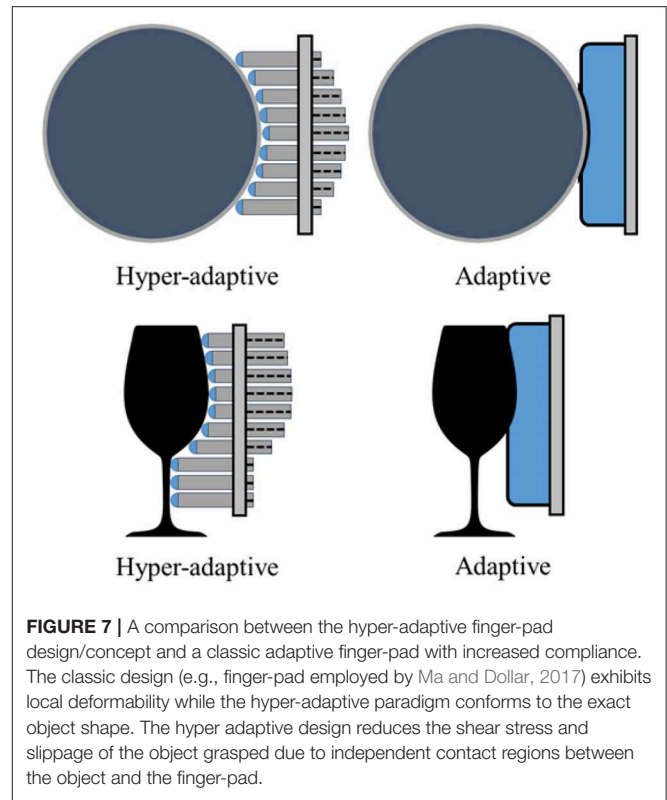 Hyper-adaptive Adaptive
Hyper-adaptive Adaptive
FIGURE 7 | A comparison between the hyper-adaptive finger-pad
design/concept and a classic adaptive finger-pad with increased compliance.
The classic design (e.g., finger-pad employed by Ma and Dollar, 2017) exhibits
local deformability while the hyper-adaptive paradigm conforms to the exact
object shape. The hyper adaptive design reduces the shear stress and
slippage of the object grasped due to independent contact regions between
the object and the finger-pad.